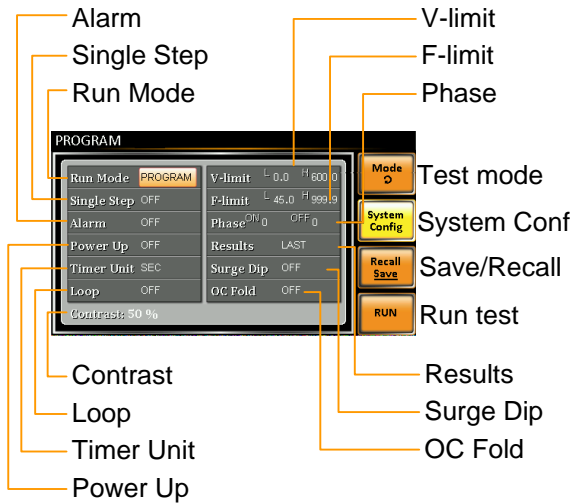 Alarm
Single Step
Run Mode
V-limit
F-limit
Phase
PROGRAM
Run Mode PROGRAM
Single Step OFF
Alarm OFF
Power Up OFF
Timer Unit SEC
Loop OFF
V-limit L 0.0 H 600.0
F-limit L 45.0 H 999.9
Phase ON 0 OFF 0
Results LAST
Surge Dip OFF
OC Fold OFF
Contrast: 50 %
Mode
System
Config
Recall
Save
RUN
Test mode
System Conf
Save/Recall
Run test
Contrast
Loop
Timer Unit
Power Up
Results
Surge Dip
OC Fold